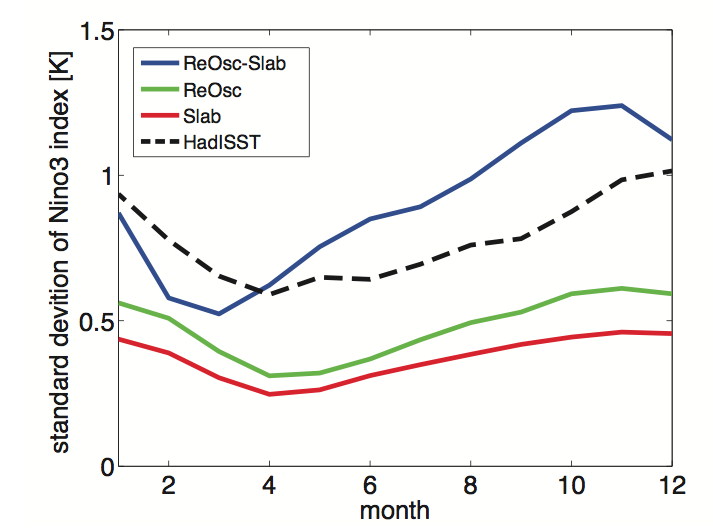 standard devition of Nino3 index [K]
1.5
1
0.5
0
ReOsc-Slab
ReOsc
Slab
HadISST
2 4 6 8 10 12
month